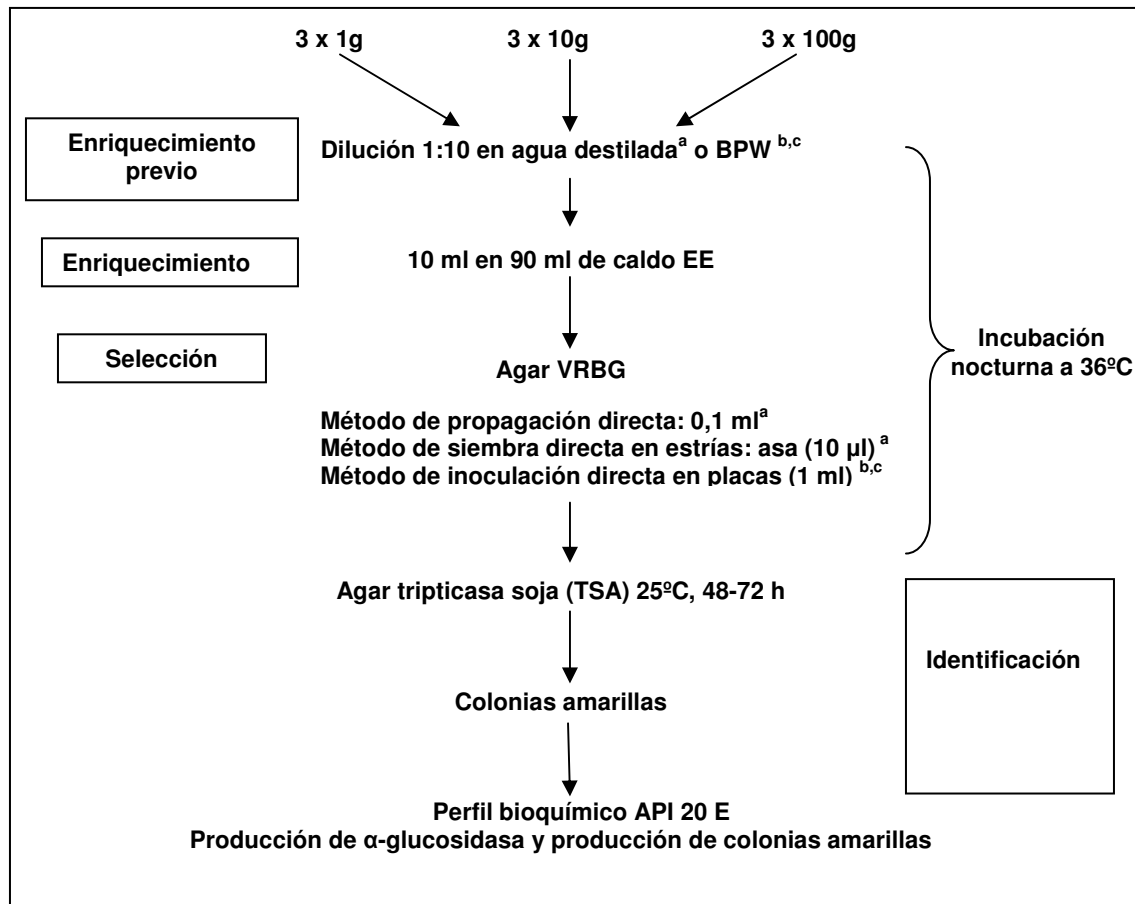 3 x 1g 3 x 10g 3 x 100g
Enriquecimiento
previo
Dilución 1:10 en agua destilada^a o BPW ^b,c
Enriquecimiento
10 ml en 90 ml de caldo EE
Selección
Agar VRBG
Incubación
nocturna a 36ºC
Método de propagación directa: 0,1 ml^a
Método de siembra directa en estrías: asa (10 µl) ^a
Método de inoculación directa en placas (1 ml) ^b,c
Agar tripticasa soja (TSA) 25ºC, 48-72 h
Identificación
Colonias amarillas
Perfil bioquímico API 20 E
Producción de α-glucosidasa y producción de colonias amarillas